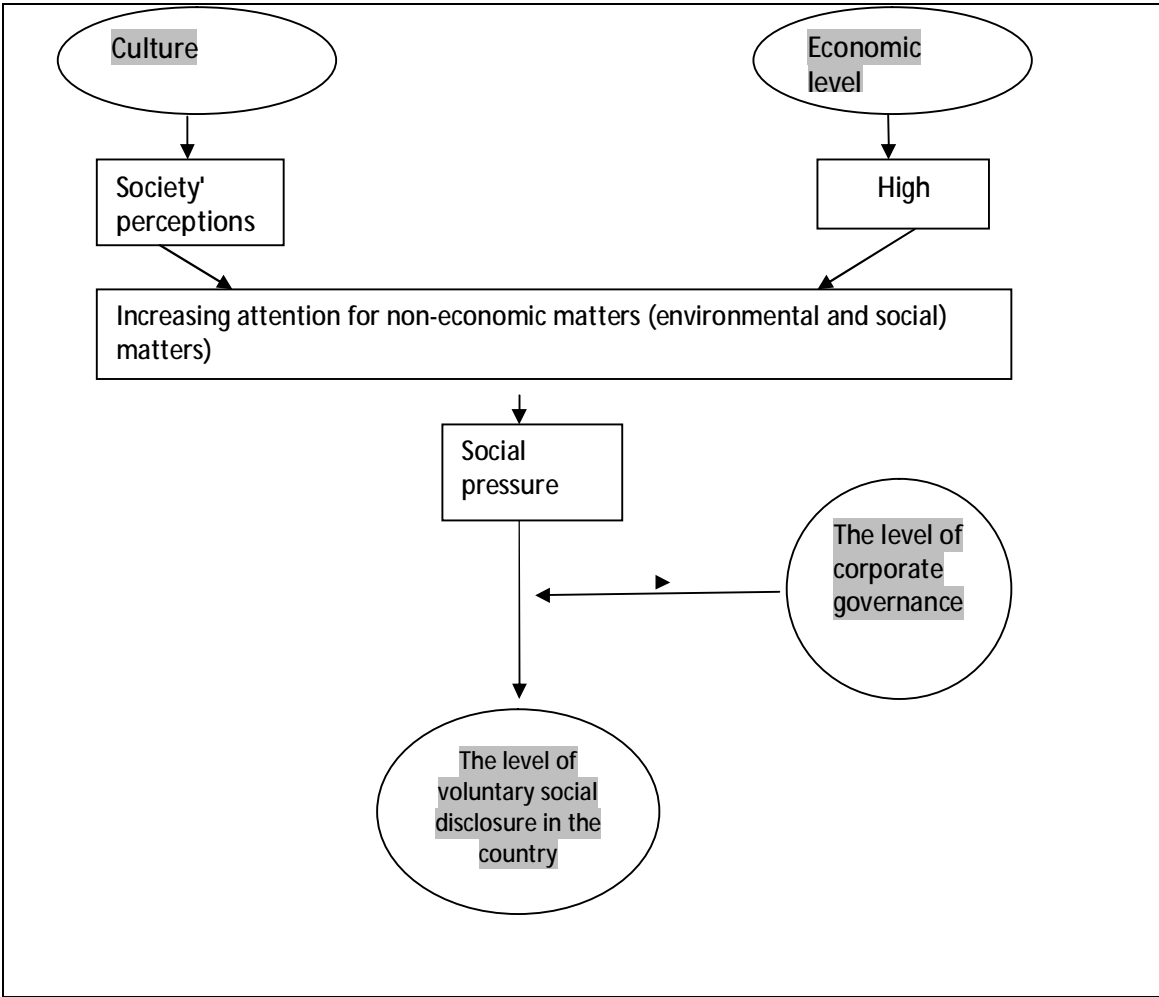 Culture
Economic
level
Society'
perceptions
High
Increasing attention for non-economic matters (environmental and social)
matters)
Social
pressure
The level of
corporate
governance
The level of
voluntary social
disclosure in the
country